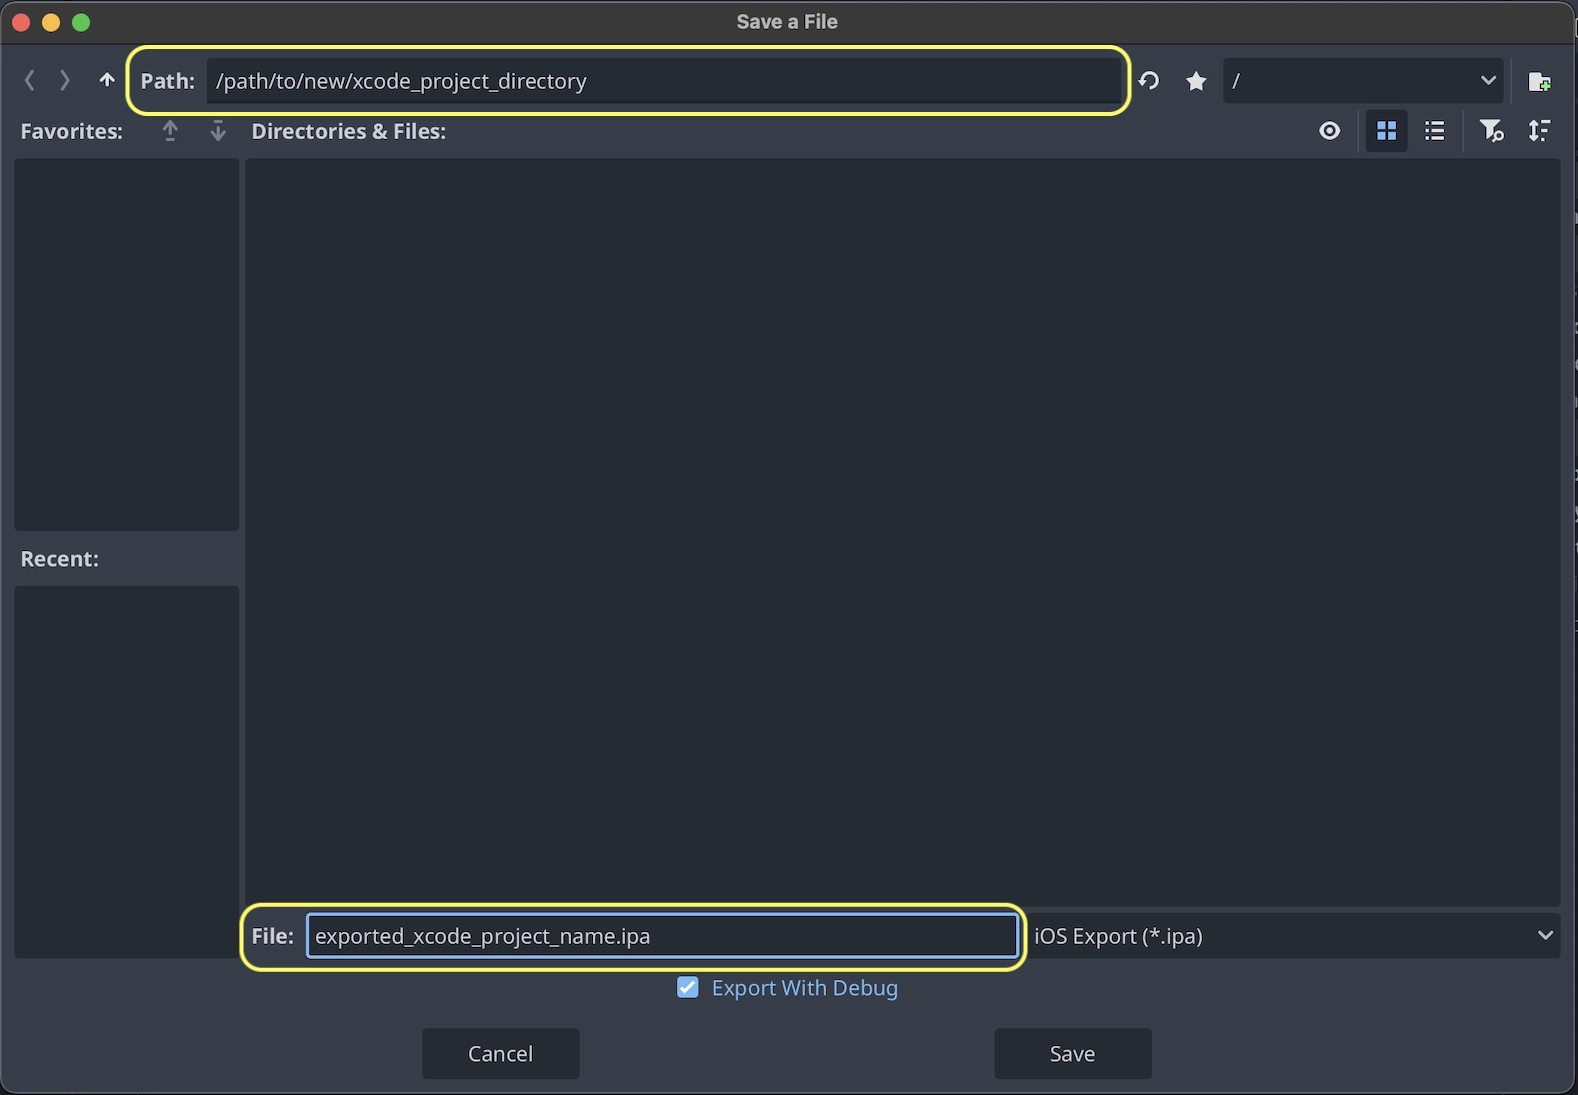 Save a File
Path: /path/to/new/xcode_project_directory /
Favorites: Directories & Files:
Recent:
File: exported_xcode_project_name.ipa iOS Export (*.ipa)
Export With Debug
Cancel Save